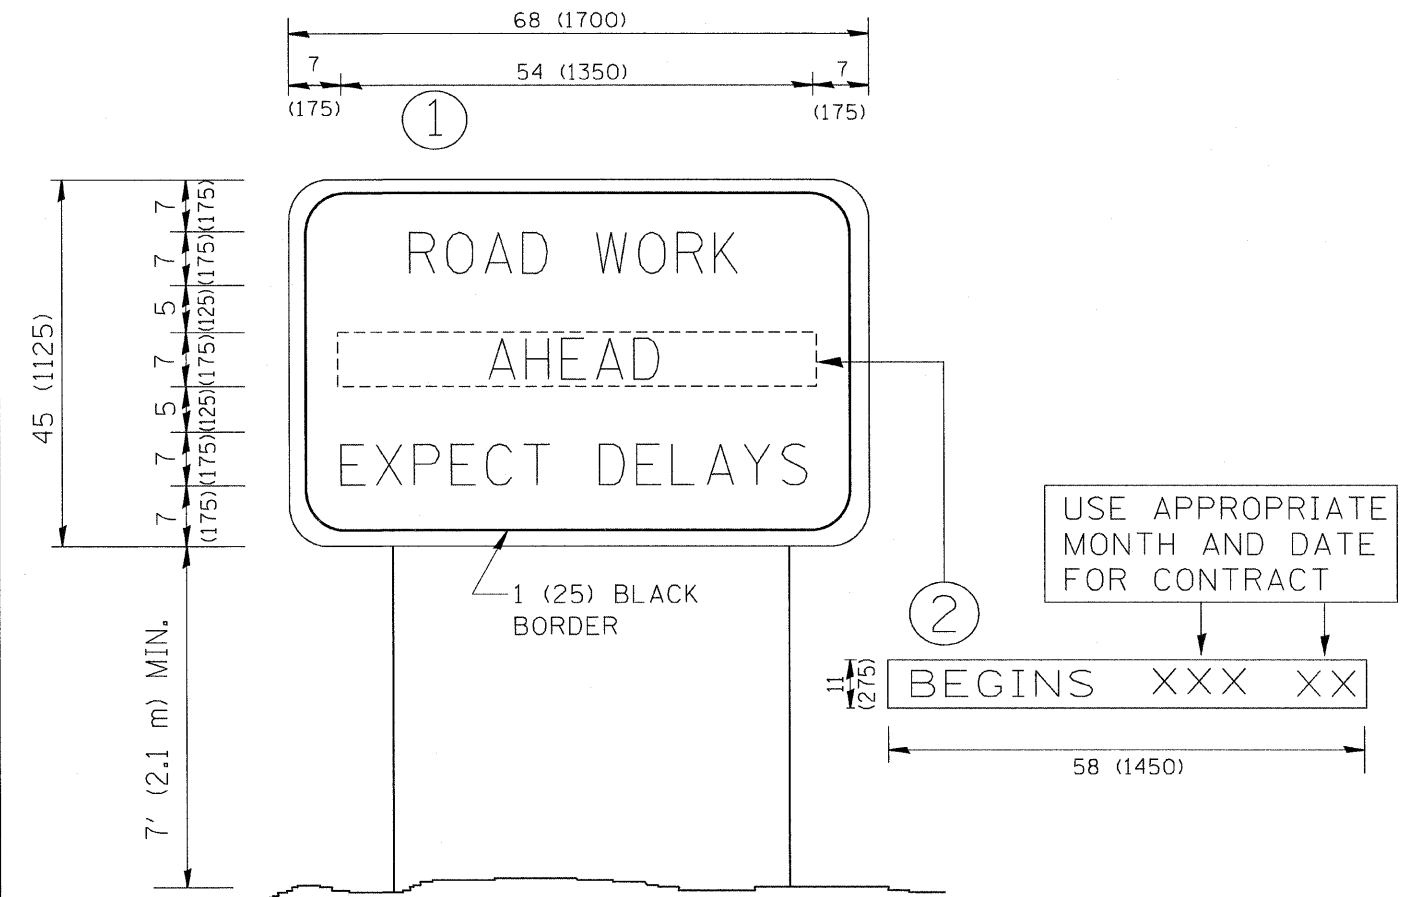 68 (1700)
7 54 (1350) 7
(175) (175)
1
45 (1125)
7 (175)
7 (175)
5 (125)
7 (175)
5 (125)
7 (175)
7 (175)
ROAD WORK
AHEAD
EXPECT DELAYS
1 (25) BLACK
BORDER
7' (2.1 m) MIN.
2
USE APPROPRIATE
MONTH AND DATE
FOR CONTRACT
11
(275)
BEGINS XXX XX
58 (1450)